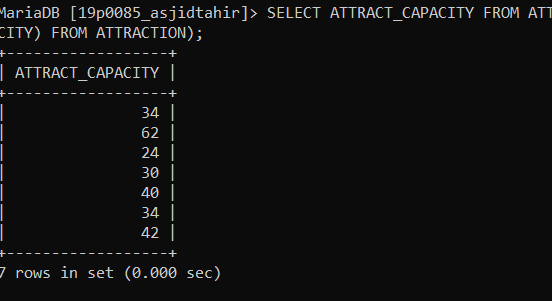 MariaDB [19p0085_asjidtahir]> SELECT ATTRACT_CAPACITY FROM ATT
CITY) FROM ATTRACTION);
+------------------+
| ATTRACT_CAPACITY |
+------------------+
| 34 |
| 62 |
| 24 |
| 30 |
| 40 |
| 34 |
| 42 |
+------------------+
7 rows in set (0.000 sec)